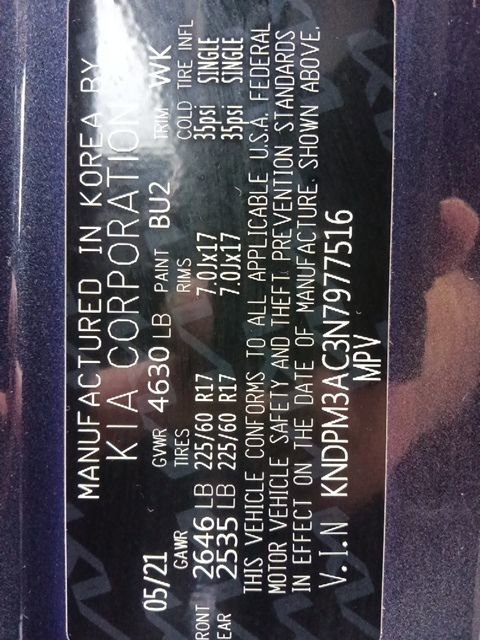 MANUFACTURED IN KOREA BY
KIA CORPORATION
05/21 GVWR 4630 LB PAINT BU2 TRIM WK
GAWR TIRES RIMS COLD TIRE INFL
RONT 2646 LB 225/60 R17 7.0JX17 35psi SINGLE
EAR 2535 LB 225/60 R17 7.0JX17 35psi SINGLE
THIS VEHICLE CONFORMS TO ALL APPLICABLE U.S.A. FEDERAL
MOTOR VEHICLE SAFETY AND THEFT PREVENTION STANDARDS
IN EFFECT ON THE DATE OF MANUFACTURE, SHOWN ABOVE.
V.I.N KNDPM3AC3N7977516
MPV